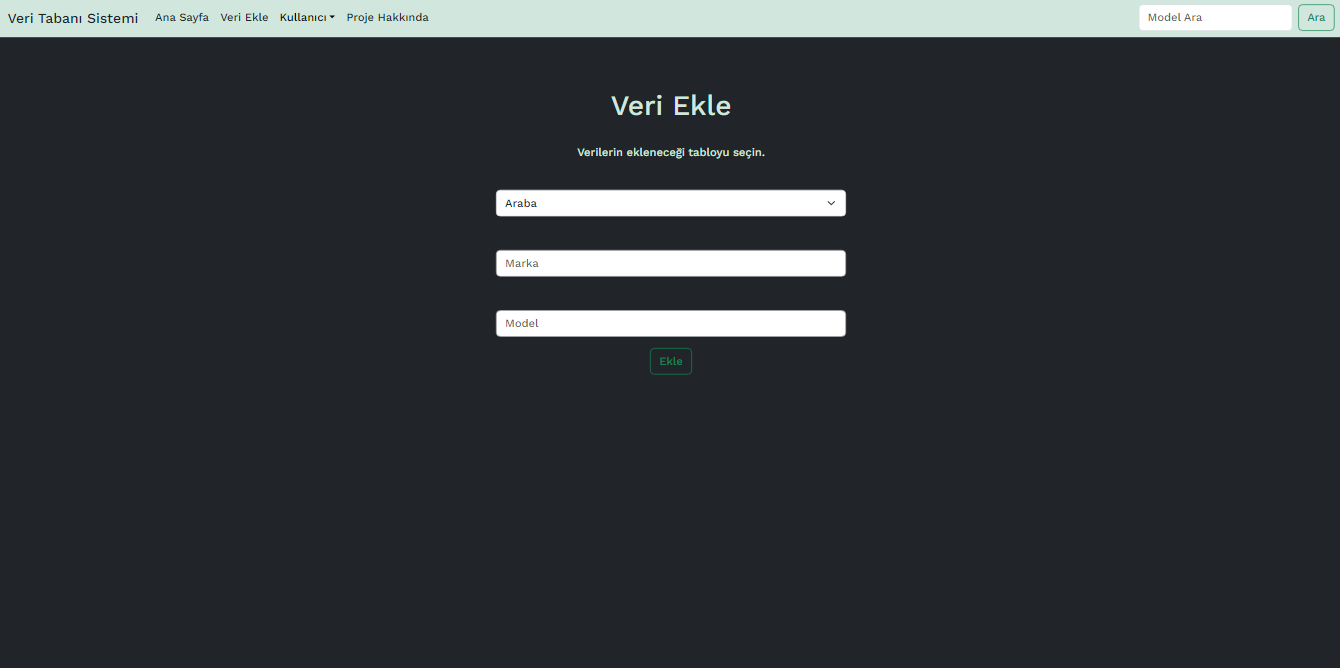 Veri Tabanı Sistemi Ana Sayfa Veri Ekle Kullanıcı Proje Hakkında Model Ara Ara
Veri Ekle
Verilerin ekleneceği tabloyu seçin.
Araba
Marka
Model
Ekle